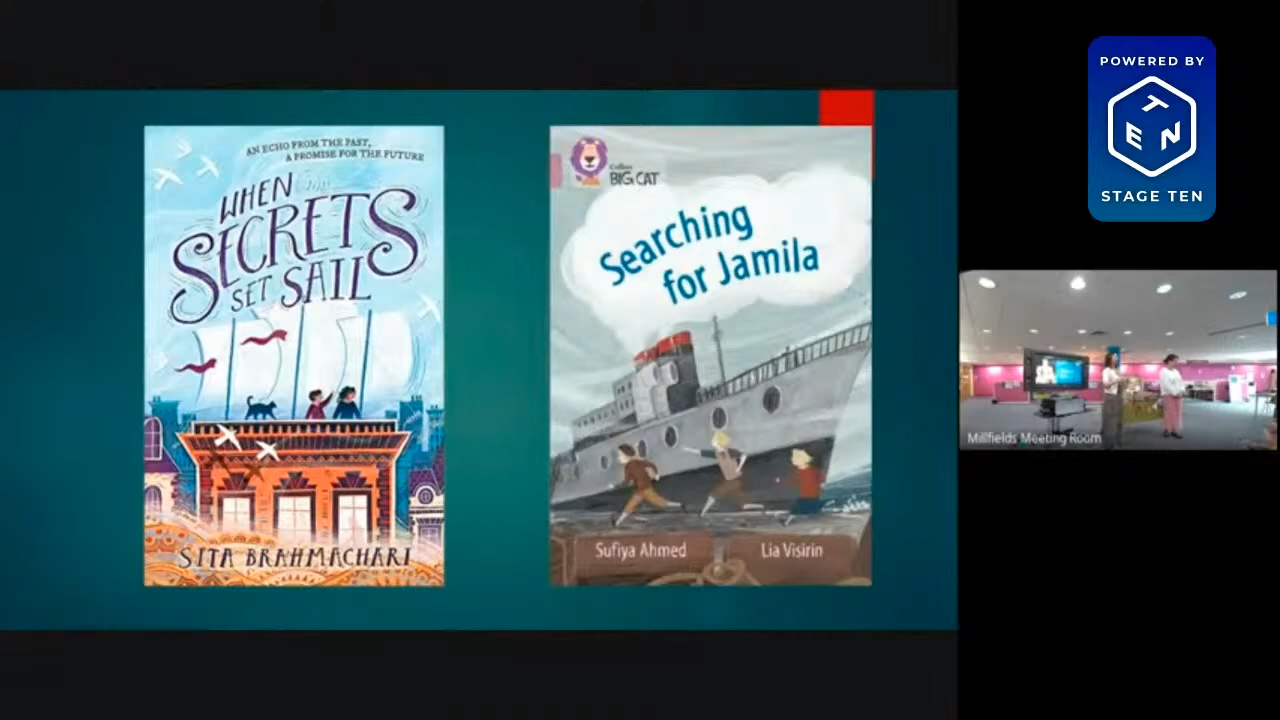 AN ECHO FROM THE PAST,
A PROMISE FOR THE FUTURE
WHEN
SECRETS
SET SAIL
SITA BRAHMACHARI
Collins
BIG CAT
Searching
for Jamila
Sufiya Ahmed
Lia Visirin
POWERED BY
TEN
STAGE TEN
Millfields Meeting Room